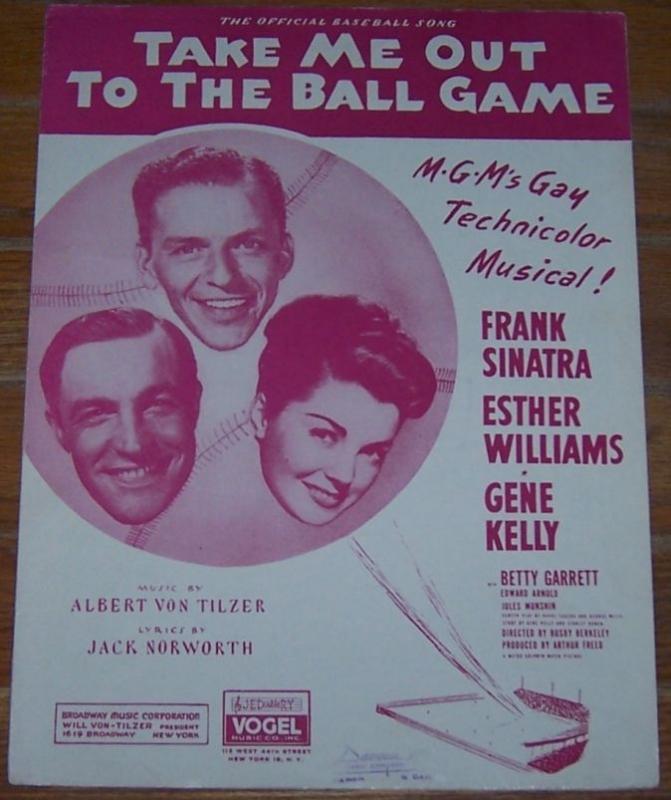 THE OFFICIAL BASEBALL SONG
TAKE ME OUT
TO THE BALL GAME
M·G·M's Gay
Technicolor
Musical!
FRANK
SINATRA
ESTHER
WILLIAMS
GENE
KELLY
BETTY GARRETT
EDWARD ARNOLD
JULES MUNSHIN
DIRECTED BY BUSBY BERKELEY
PRODUCED BY ARTHUR FREED
MUSIC BY
ALBERT VON TILZER
LYRICS BY
JACK NORWORTH
BROADWAY MUSIC CORPORATION
WILL VON-TILZER PRESIDENT
1619 BROADWAY NEW YORK
VOGEL
MUSIC CO. INC.
112 WEST 44TH STREET
NEW YORK 18, N.Y.